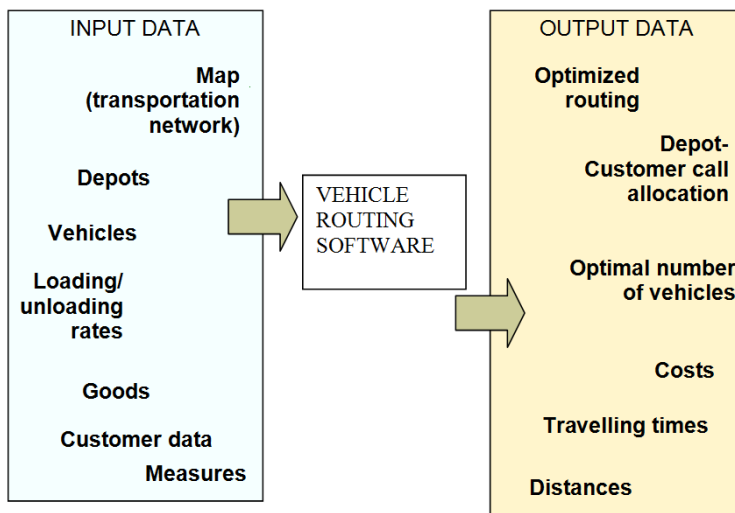 INPUT DATA
Map
(transportation
network)
Depots
Vehicles
Loading/
unloading
rates
Goods
Customer data
Measures
VEHICLE
ROUTING
SOFTWARE
OUTPUT DATA
Optimized
routing
Depot-
Customer call
allocation
Optimal number
of vehicles
Costs
Travelling times
Distances